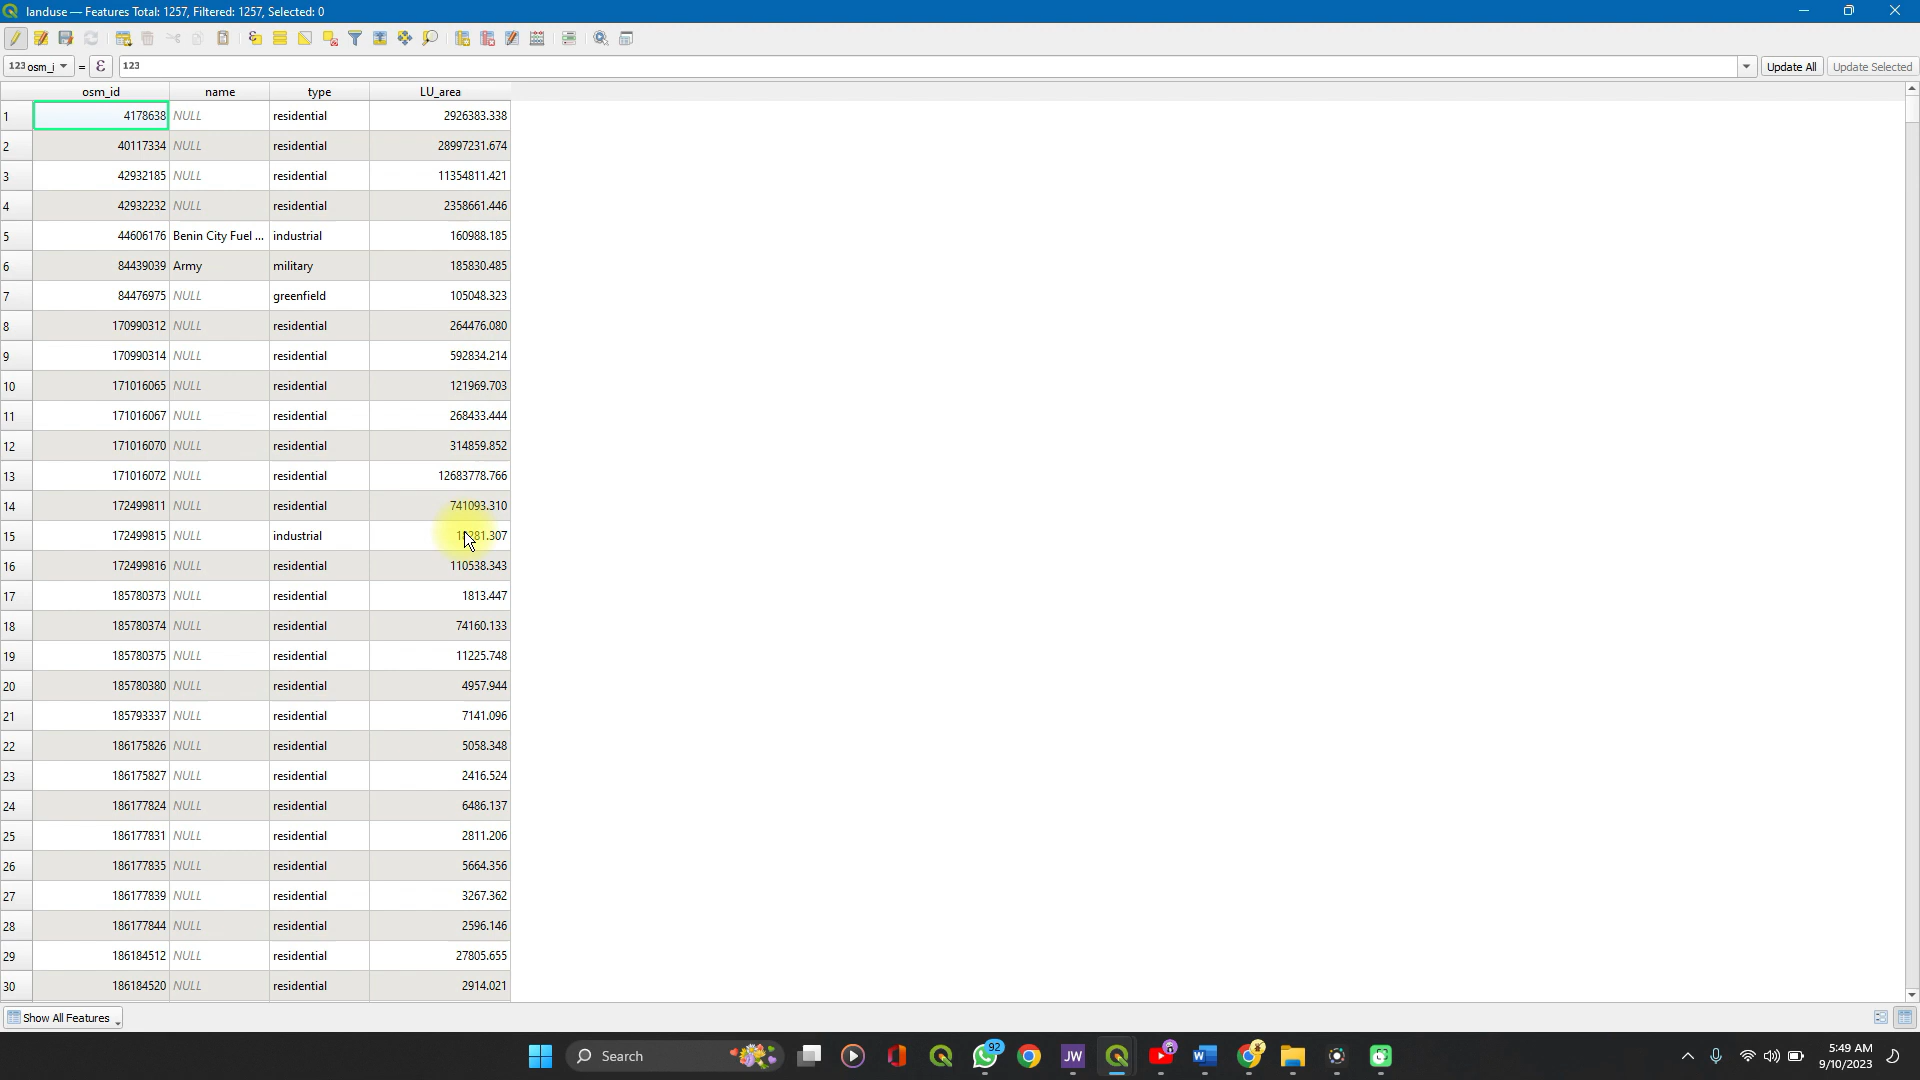 landuse — Features Total: 1257, Filtered: 1257, Selected: 0
123 osm_i = ε 123 Update All Update Selected
osm_id name type LU_area
1 4178638 NULL residential 2926383.338
2 40117334 NULL residential 28997231.674
3 42932185 NULL residential 11354811.421
4 42932232 NULL residential 2358661.446
5 44606176 Benin City Fuel ... industrial 160988.185
6 84439039 Army military 185830.485
7 84476975 NULL greenfield 105048.323
8 170990312 NULL residential 264476.080
9 170990314 NULL residential 592834.214
10 171016065 NULL residential 121969.703
11 171016067 NULL residential 268433.444
12 171016070 NULL residential 314859.852
13 171016072 NULL residential 12683778.766
14 172499811 NULL residential 741093.310
15 172499815 NULL industrial
16 172499816 NULL residential 110538.343
17 185780373 NULL residential 1813.447
18 185780374 NULL residential 74160.133
19 185780375 NULL residential 11225.748
20 185780380 NULL residential 4957.944
21 185793337 NULL residential 7141.096
22 186175826 NULL residential 5058.348
23 186175827 NULL residential 2416.524
24 186177824 NULL residential 6486.137
25 186177831 NULL residential 2811.206
26 186177835 NULL residential 5664.356
27 186177839 NULL residential 3267.362
28 186177844 NULL residential 2596.146
29 186184512 NULL residential 27805.655
30 186184520 NULL residential 2914.021
Show All Features
Search 92 JW 5:49 AM
9/10/2023